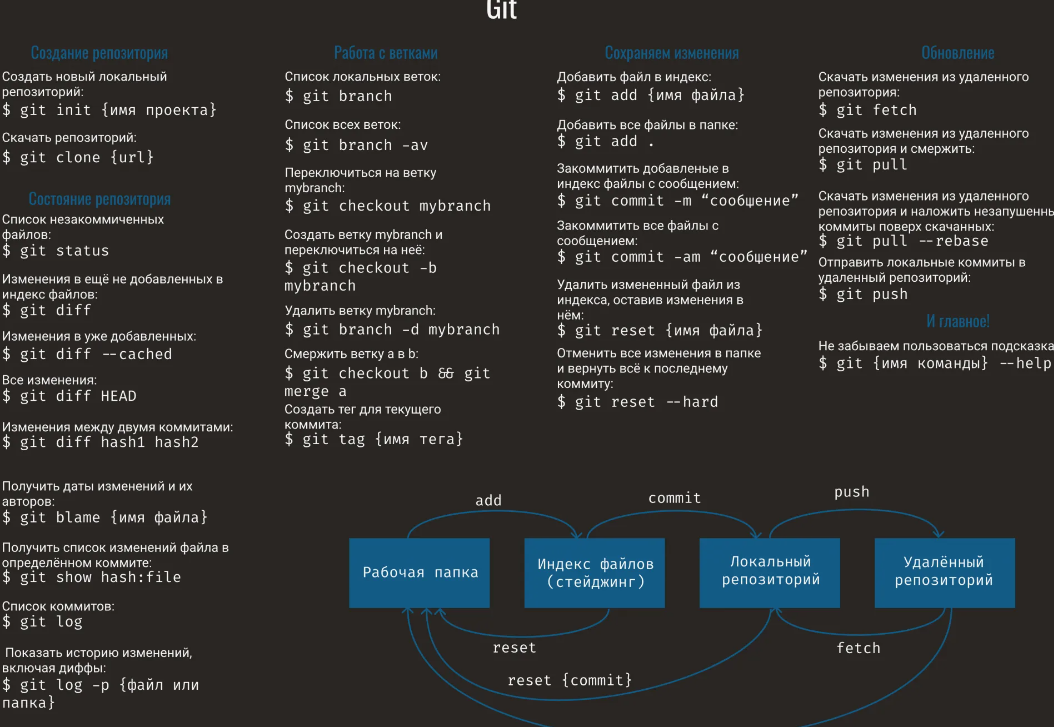 Git
Создание репозитория
Создать новый локальный
репозиторий:
$ git init {имя проекта}
Скачать репозиторий:
$ git clone {url}
Состояние репозитория
Список незакоммиченных
файлов:
$ git status
Изменения в ещё не добавленных в
индекс файлов:
$ git diff
Изменения в уже добавленных:
$ git diff --cached
Все изменения:
$ git diff HEAD
Изменения между двумя коммитами:
$ git diff hash1 hash2
Получить даты изменений и их
авторов:
$ git blame {имя файла}
Получить список изменений файла в
определённом коммите:
$ git show hash:file
Список коммитов:
$ git log
Показать историю изменений,
включая диффы:
$ git log -p {файл или
папка}
Работа с ветками
Список локальных веток:
$ git branch
Список всех веток:
$ git branch -av
Переключиться на ветку
mybranch:
$ git checkout mybranch
Создать ветку mybranch и
переключиться на неё:
$ git checkout -b
mybranch
Удалить ветку mybranch:
$ git branch -d mybranch
Смержить ветку a в b:
$ git checkout b && git
merge a
Создать тег для текущего
коммита:
$ git tag {имя тега}
Сохраняем изменения
Добавить файл в индекс:
$ git add {имя файла}
Добавить все файлы в папке:
$ git add .
Закоммитить добавленые в
индекс файлы с сообщением:
$ git commit -m “сообщение”
Закоммитить все файлы с
сообщением:
$ git commit -am “сообщение”
Удалить измененный файл из
индекса, оставив изменения в
нём:
$ git reset {имя файла}
Отменить все изменения в папке
и вернуть всё к последнему
коммиту:
$ git reset --hard
Обновление
Скачать изменения из удаленного
репозитория:
$ git fetch
Скачать изменения из удаленного
репозитория и смержить:
$ git pull
Скачать изменения из удаленного
репозитория и наложить незапушенны
коммиты поверх скачанных:
$ git pull --rebase
Отправить локальные коммиты в
удаленный репозиторий:
$ git push
И главное!
Не забываем пользоваться подсказка
$ git {имя команды} --help
add
commit
push
Рабочая папка
Индекс файлов
(стейджинг)
Локальный
репозиторий
Удалённый
репозиторий
reset
fetch
reset {commit}